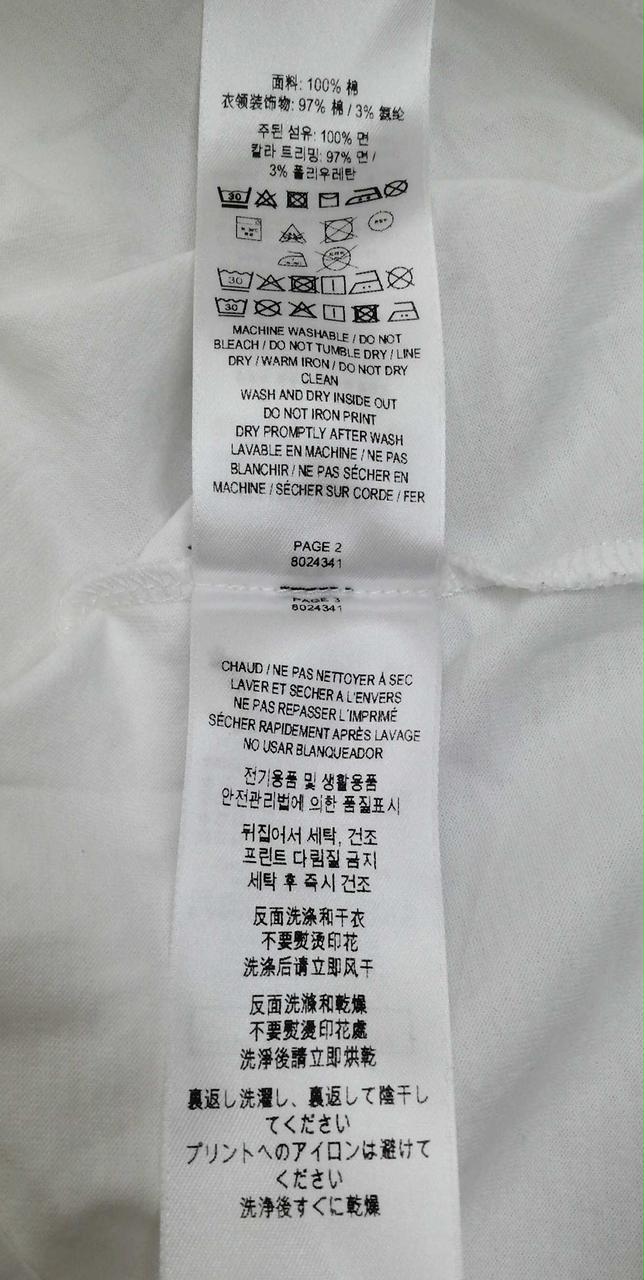 面料: 100% 棉
衣领装饰物: 97% 棉 / 3% 氨纶
주된 섬유: 100% 면
칼라 트리밍: 97% 면 /
3% 폴리우레탄
30
30
30
MACHINE WASHABLE / DO NOT
BLEACH / DO NOT TUMBLE DRY / LINE
DRY / WARM IRON / DO NOT DRY
CLEAN
WASH AND DRY INSIDE OUT
DO NOT IRON PRINT
DRY PROMPTLY AFTER WASH
LAVABLE EN MACHINE / NE PAS
BLANCHIR / NE PAS SÉCHER EN
MACHINE / SÉCHER SUR CORDE / FER
PAGE 2
8024341
PAGE 3
8024341
CHAUD / NE PAS NETTOYER À SEC
LAVER ET SECHER A L'ENVERS
NE PAS REPASSER L'IMPRIMÉ
SÉCHER RAPIDEMENT APRÈS LAVAGE
NO USAR BLANQUEADOR
전기용품 및 생활용품
안전관리법에 의한 품질표시
뒤집어서 세탁, 건조
프린트 다림질 금지
세탁 후 즉시 건조
反面洗涤和干衣
不要熨烫印花
洗涤后请立即风干
反面洗滌和乾燥
不要熨燙印花處
洗淨後請立即烘乾
裏返し洗濯し、裏返して陰干し
てください
プリントへのアイロンは避けて
ください
洗浄後すぐに乾燥